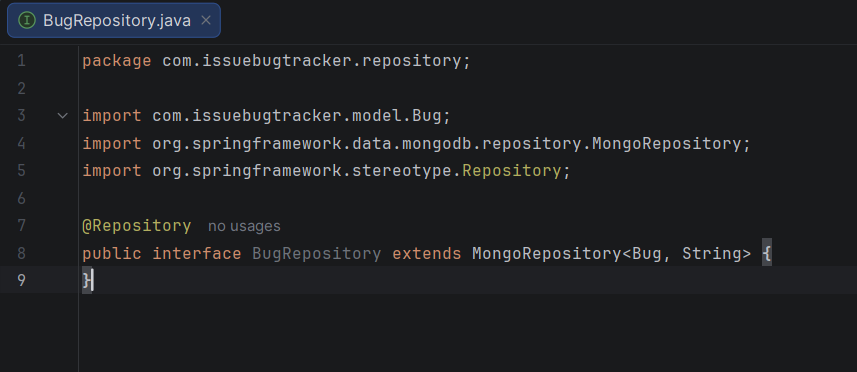 BugRepository.java
1 package com.issuebugtracker.repository;
2
3 import com.issuebugtracker.model.Bug;
4 import org.springframework.data.mongodb.repository.MongoRepository;
5 import org.springframework.stereotype.Repository;
6
7 @Repository no usages
8 public interface BugRepository extends MongoRepository<Bug, String> {
9 }